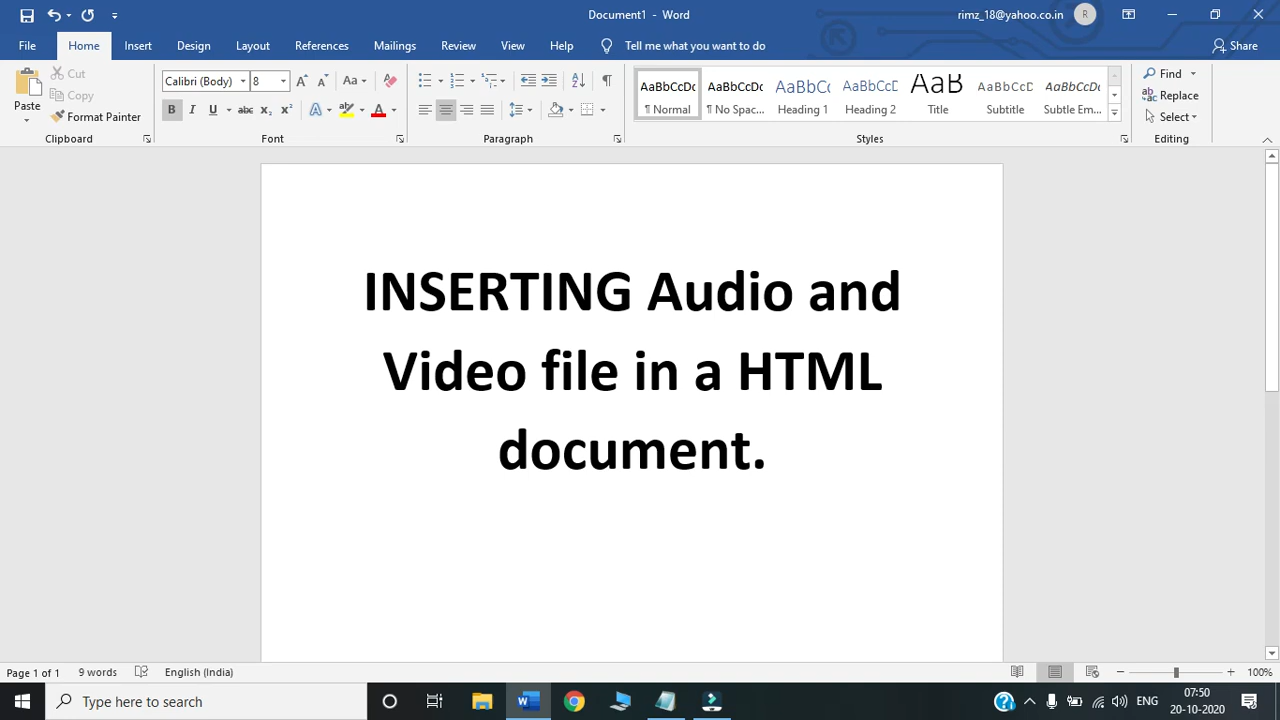 Document1 - Word
rimz_18@yahoo.co.in
R
File Home Insert Design Layout References Mailings Review View Help Tell me what you want to do Share
Paste
Cut
Copy
Format Painter
Clipboard
Calibri (Body) 8
Aa
B I U abc x₂ x² A A
Font
Paragraph
AaBbCcDc AaBbCcDc AaBbCc AaBbCcD AaB AaBbCcD AaBbCcDc
¶ Normal ¶ No Spac... Heading 1 Heading 2 Title Subtitle Subtle Em...
Styles
Find
Replace
Select
Editing
INSERTING Audio and
Video file in a HTML
document.
Page 1 of 1 9 words English (India) 100%
Type here to search
ENG
07:50
20-10-2020